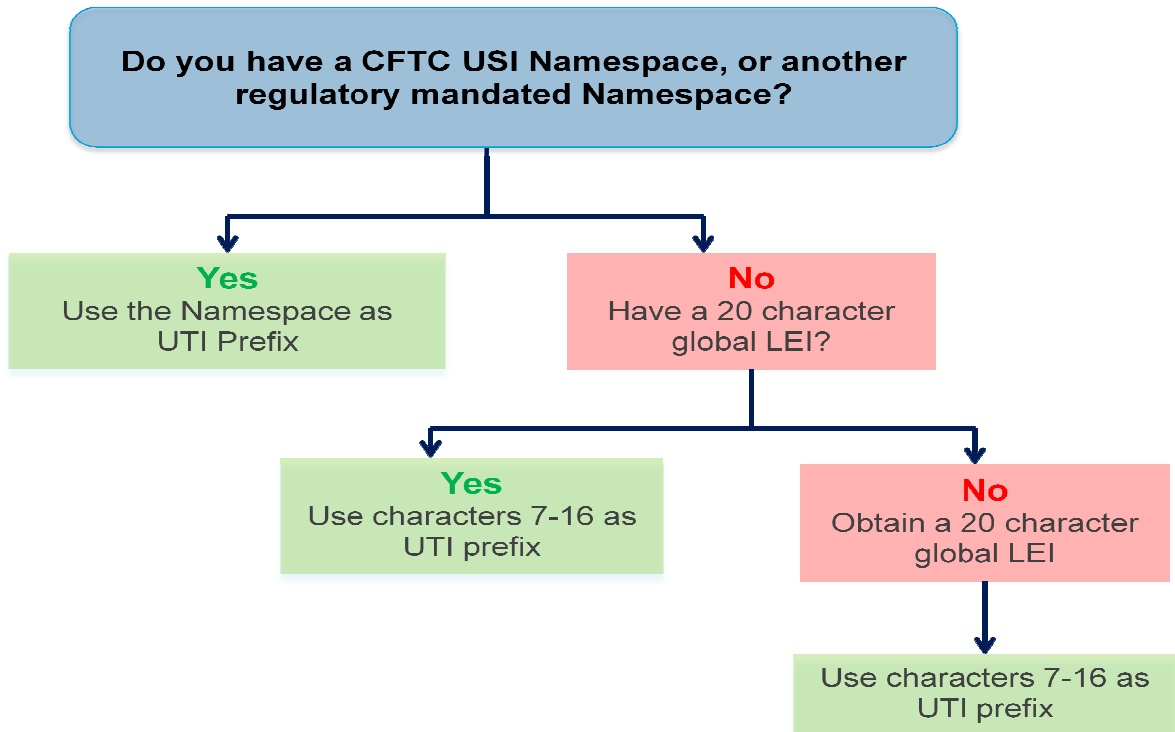 Do you have a CFTC USI Namespace, or another
regulatory mandated Namespace?
Yes
Use the Namespace as
UTI Prefix
No
Have a 20 character
global LEI?
Yes
Use characters 7-16 as
UTI prefix
No
Obtain a 20 character
global LEI
Use characters 7-16 as
UTI prefix